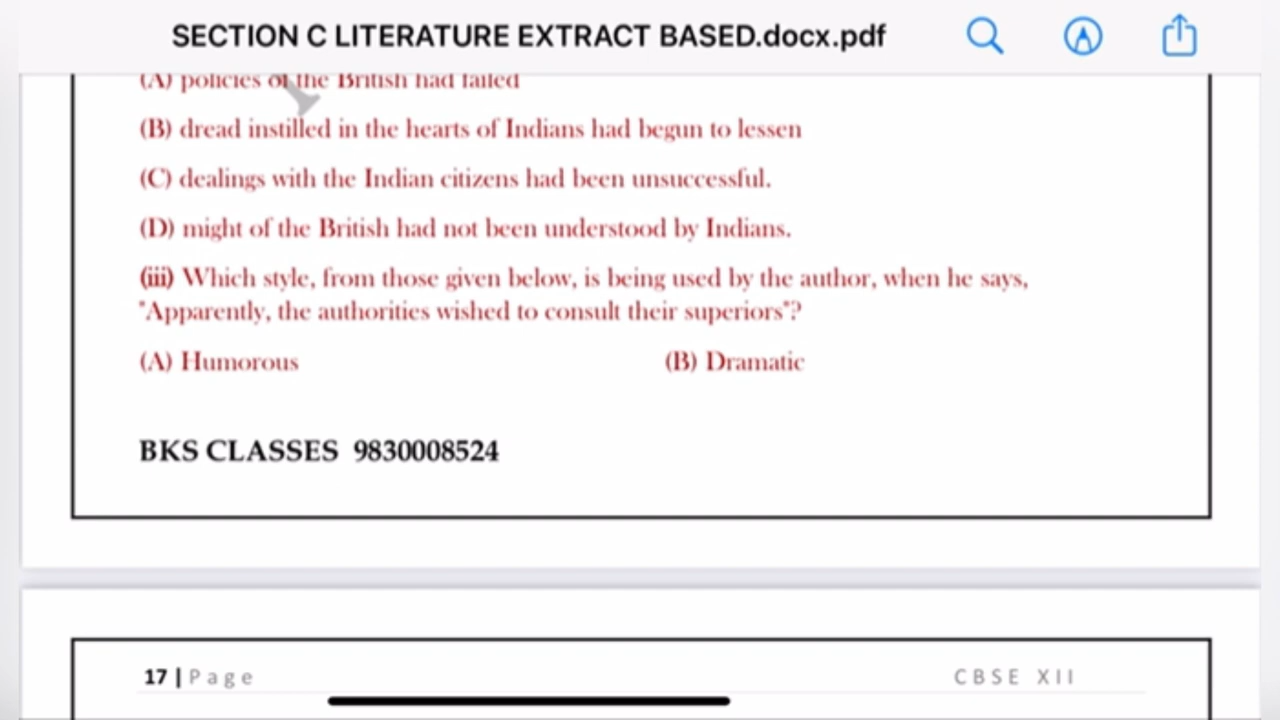 SECTION C LITERATURE EXTRACT BASED.docx.pdf
(A) policies of the British had failed
(B) dread instilled in the hearts of Indians had begun to lessen
(C) dealings with the Indian citizens had been unsuccessful.
(D) might of the British had not been understood by Indians.
(iii) Which style, from those given below, is being used by the author, when he says,
"Apparently, the authorities wished to consult their superiors"?
(A) Humorous (B) Dramatic
BKS CLASSES 9830008524
17 | Page CBSE XII